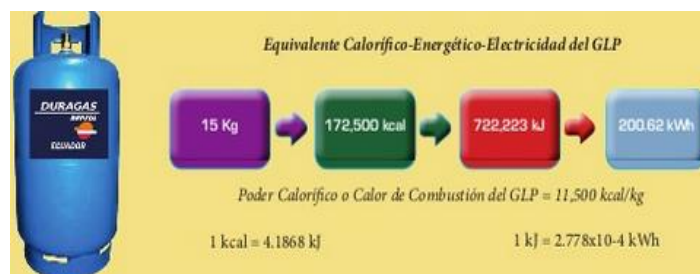 Equivalente Calorífico-Energético-Electricidad del GLP
DURAGAS
REPSOL
ECUADOR
15 Kg
172,500 kcal
722,223 kJ
200.62 kWh
Poder Calorífico o Calor de Combustión del GLP = 11,500 kcal/kg
1 kcal = 4.1868 kJ
1 kJ = 2.778x10-4 kWh